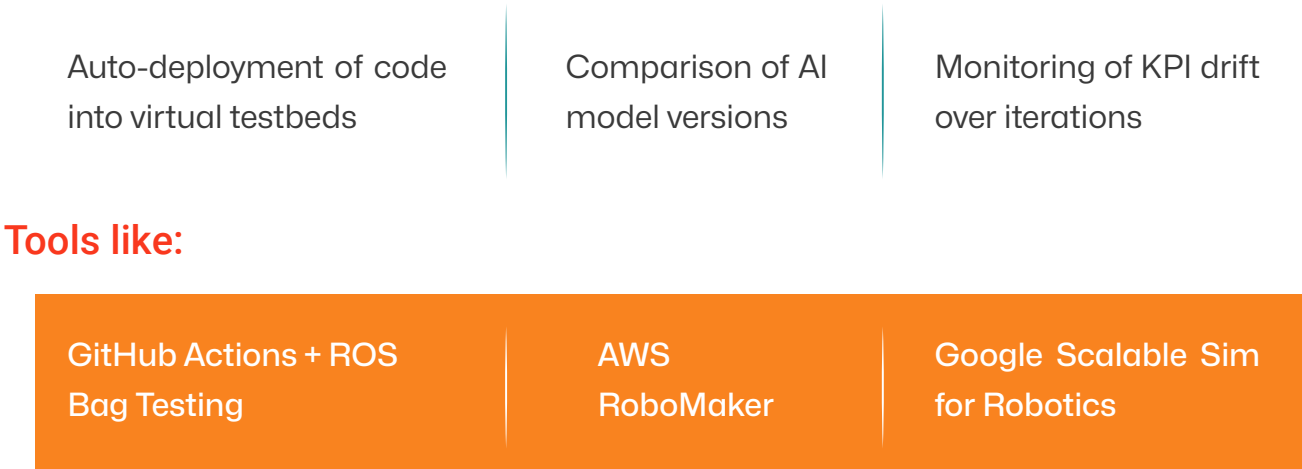 Auto-deployment of code
into virtual testbeds
Comparison of AI
model versions
Monitoring of KPI drift
over iterations
Tools like:
GitHub Actions + ROS
Bag Testing
AWS
RoboMaker
Google Scalable Sim
for Robotics